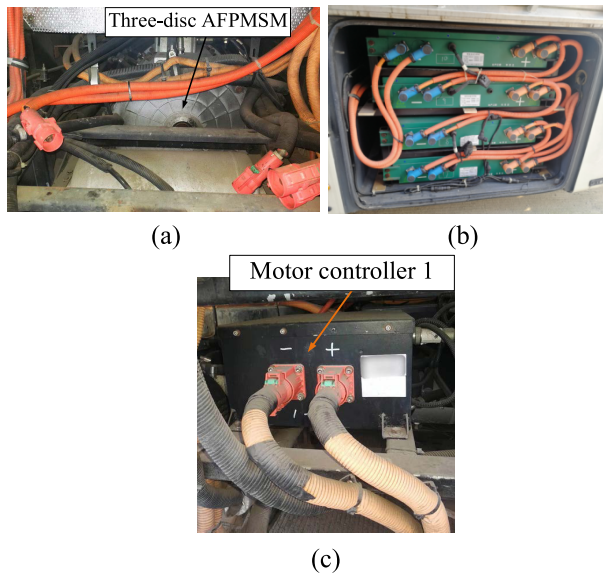 Three-disc AFPMSM
(a)
+
+
(b)
Motor controller 1
- +
(c)